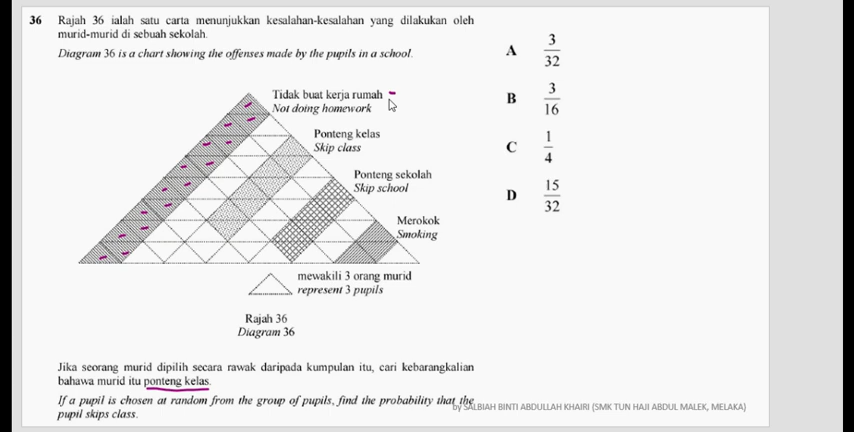 36 Rajah 36 ialah satu carta menunjukkan kesalahan-kesalahan yang dilakukan oleh
murid-murid di sebuah sekolah.
Diagram 36 is a chart showing the offenses made by the pupils in a school.
Tidak buat kerja rumah
Not doing homework
Ponteng kelas
Skip class
Ponteng sekolah
Skip school
Merokok
Smoking
mewakili 3 orang murid
represent 3 pupils
Rajah 36
Diagram 36
Jika seorang murid dipilih secara rawak daripada kumpulan itu, cari kebarangkalian
bahawa murid itu ponteng kelas.
If a pupil is chosen at random from the group of pupils, find the probability that the
pupil skips class.
A 3/32
B 3/16
C 1/4
D 15/32
by SALBIAH BINTI ABDULLAH KHAIRI (SMK TUN HAJI ABDUL MALEK, MELAKA)